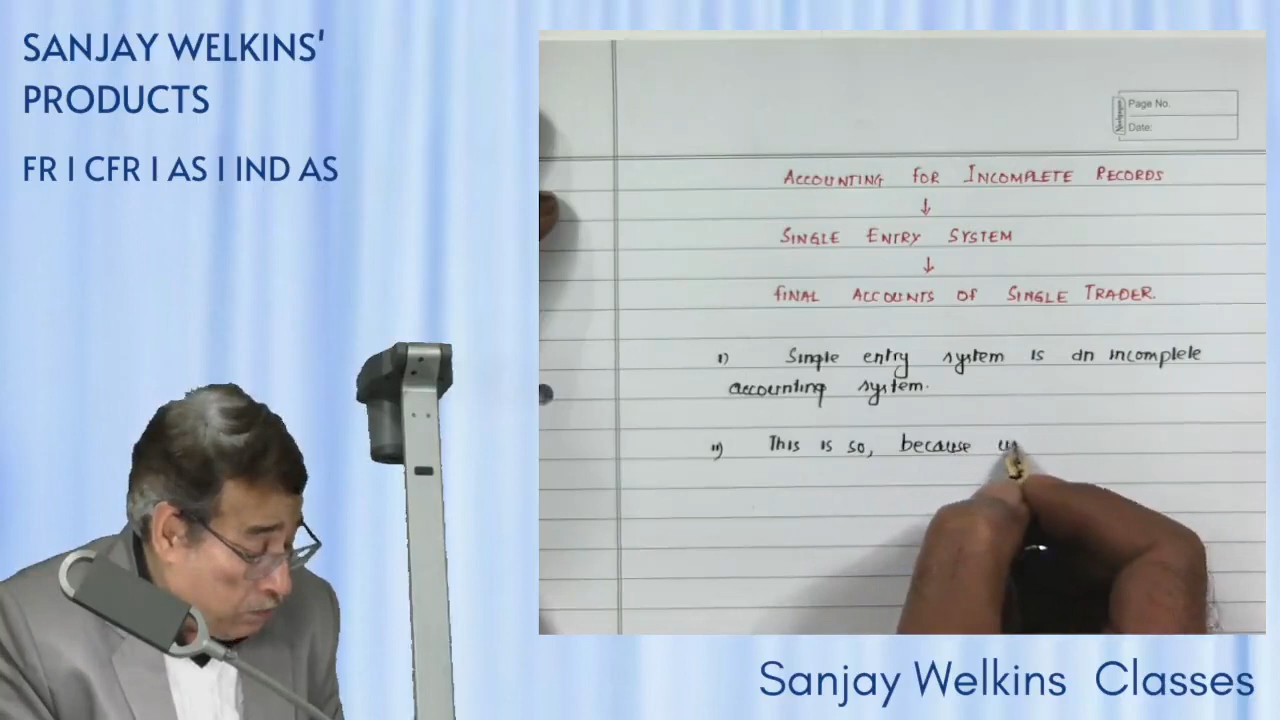 SANJAY WELKINS'
PRODUCTS
FR I CFR I AS I IND AS
Page No.
Date:
ACCOUNTING FOR INCOMPLETE RECORDS
↓
SINGLE ENTRY SYSTEM
↓
FINAL ACCOUNTS OF SINGLE TRADER.
i) Single entry system is an incomplete
accounting system.
ii) This is so, because
Sanjay Welkins Classes